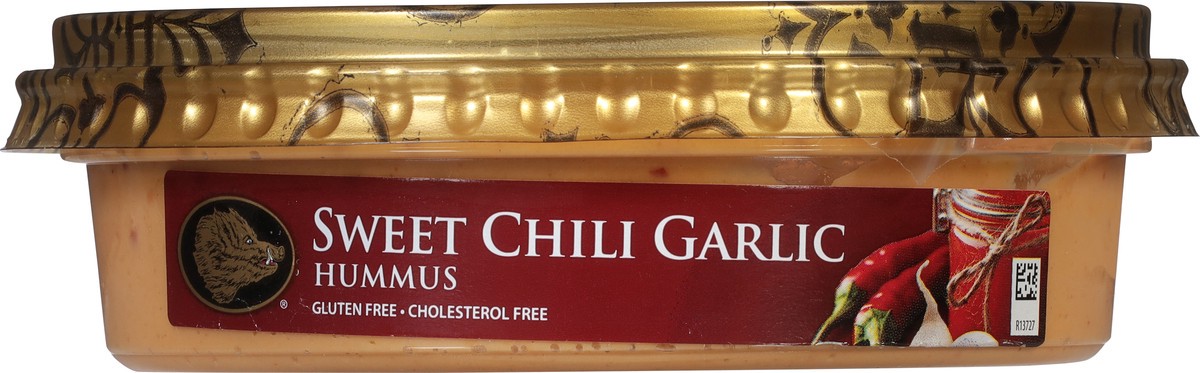 SWEET CHILI GARLIC
HUMMUS
GLUTEN FREE • CHOLESTEROL FREE
®
R13727